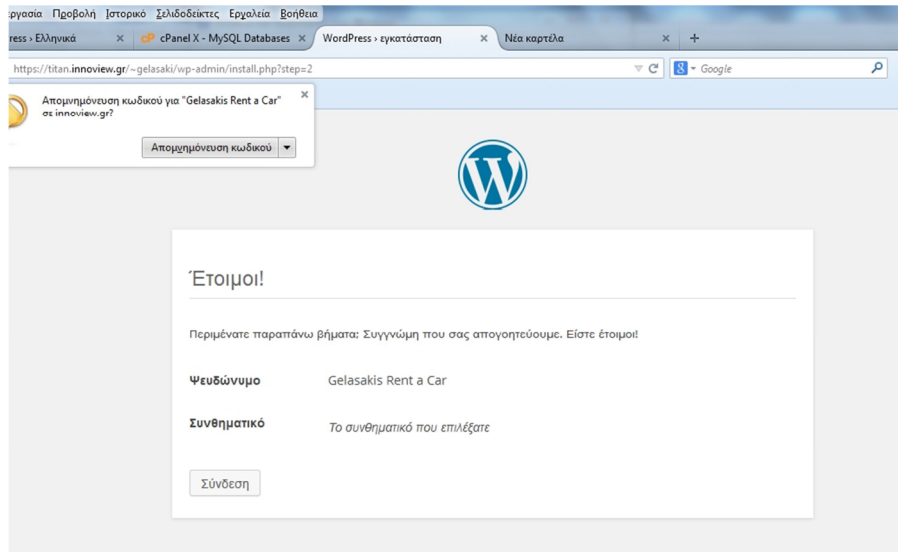 ργασία Προβολή Ιστορικό Σελιδοδείκτες Εργαλεία Βοήθεια
ress › Ελληνικά × cP cPanel X - MySQL Databases × WordPress › εγκατάσταση × Νέα καρτέλα × +
https://titan.innoview.gr/~gelasaki/wp-admin/install.php?step=2
8 Google
Απομνημόνευση κωδικού για "Gelasakis Rent a Car" ×
σε innoview.gr?
Απομνημόνευση κωδικού
Έτοιμοι!
Περιμένατε παραπάνω βήματα; Συγγνώμη που σας απογοητεύουμε. Είστε έτοιμοι!
Ψευδώνυμο Gelasakis Rent a Car
Συνθηματικό Το συνθηματικό που επιλέξατε
Σύνδεση